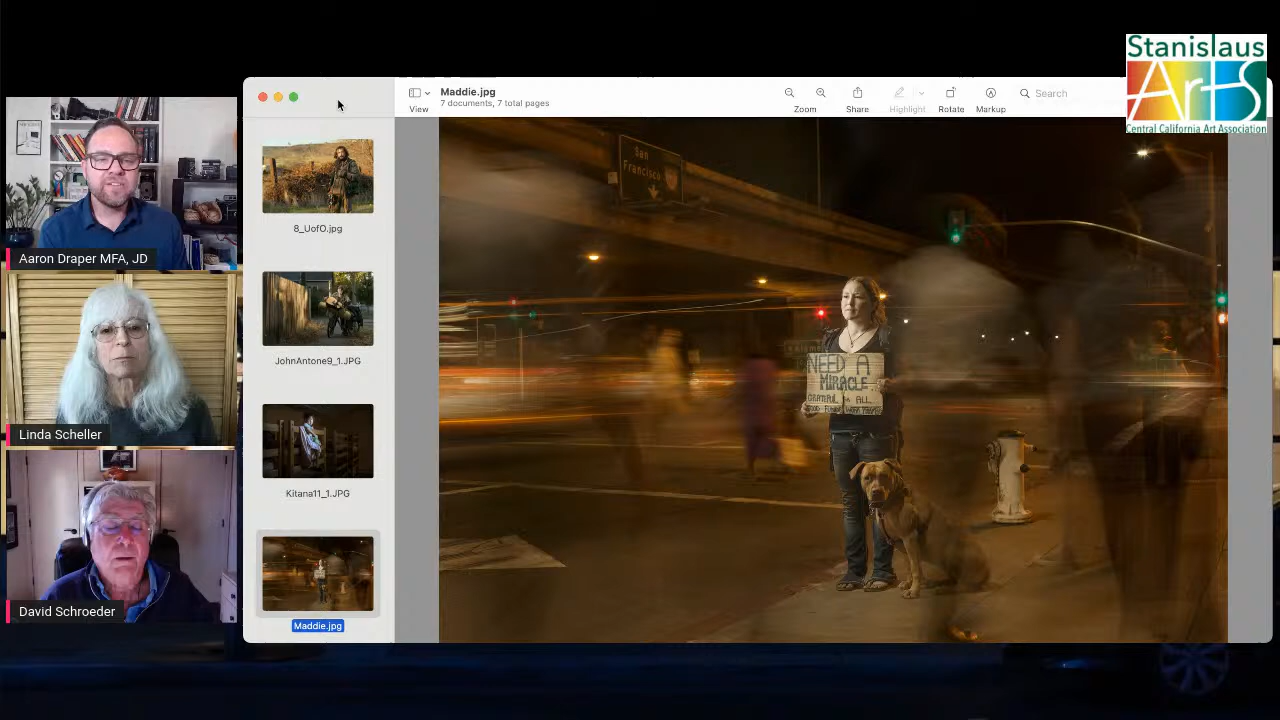 Stanislaus
ArtS
Central California Art Association
Maddie.jpg
7 documents, 7 total pages
View
Zoom
Share
Highlight
Rotate
Markup
Search
Aaron Draper MFA, JD
Linda Scheller
David Schroeder
8_UofO.jpg
JohnAntone9_1.JPG
Kitana11_1.JPG
Maddie.jpg
San
Francisco
NEED A
MIRACLE
GRATEFUL 4 ALL